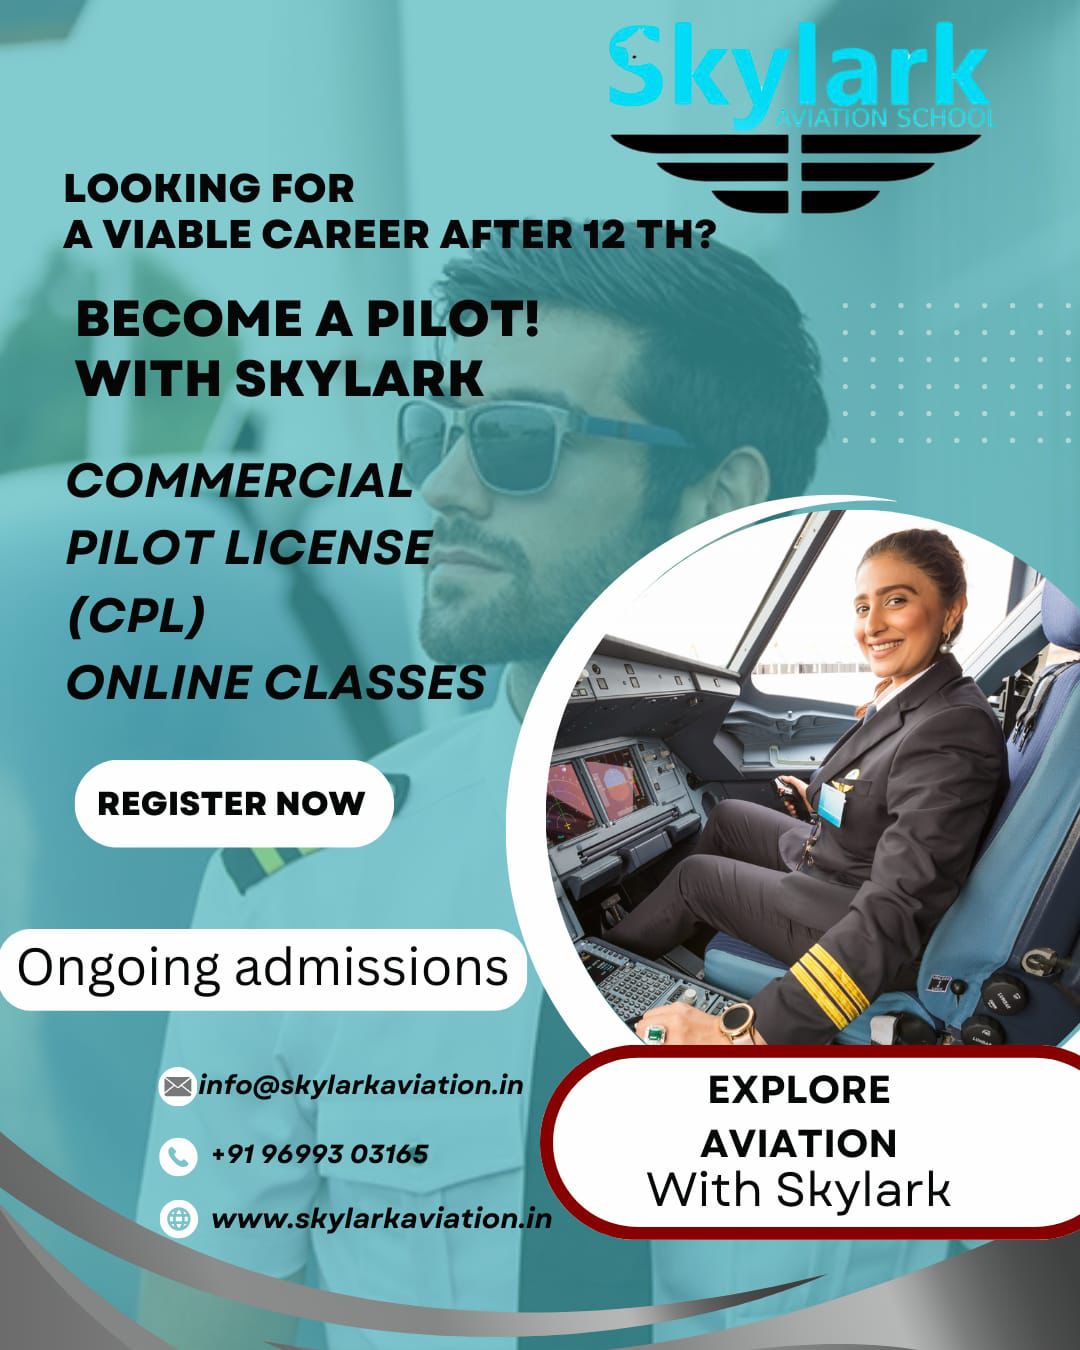 Skylark
AVIATION SCHOOL
LOOKING FOR
A VIABLE CAREER AFTER 12 TH?
BECOME A PILOT!
WITH SKYLARK
COMMERCIAL
PILOT LICENSE
(CPL)
ONLINE CLASSES
REGISTER NOW
Ongoing admissions
info@skylarkaviation.in
+91 96993 03165
www.skylarkaviation.in
EXPLORE
AVIATION
With Skylark